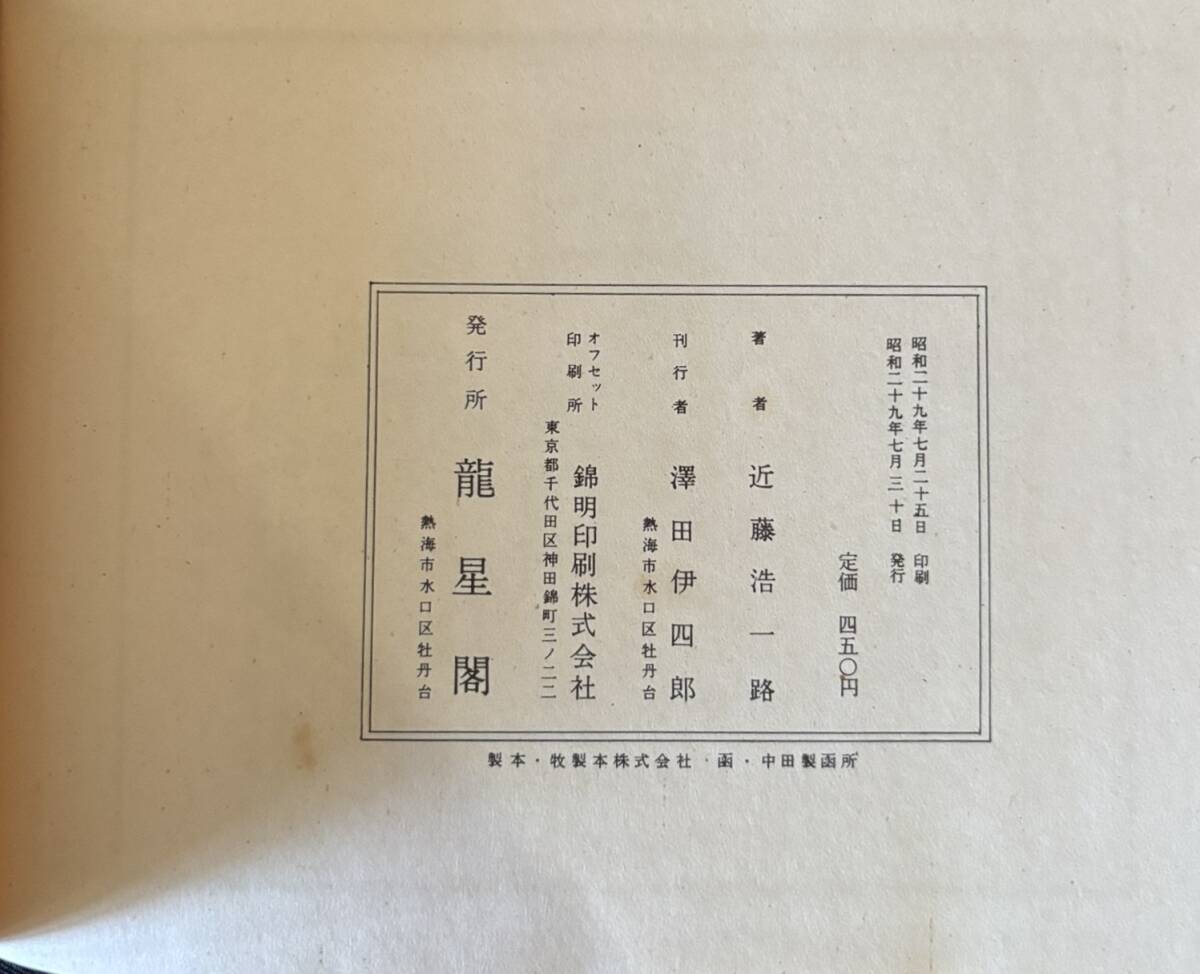 昭和二十九年七月二十五日 印刷
昭和二十九年七月三十日 発行
定価 四五〇円
著者 近藤浩一路
刊行者 澤田伊四郎
熱海市水口区牡丹台
オフセット
印刷所 錦明印刷株式会社
東京都千代田区神田錦町三ノ二二
発行所 龍星閣
熱海市水口区牡丹台
製本・牧製本株式会社・函・中田製函所